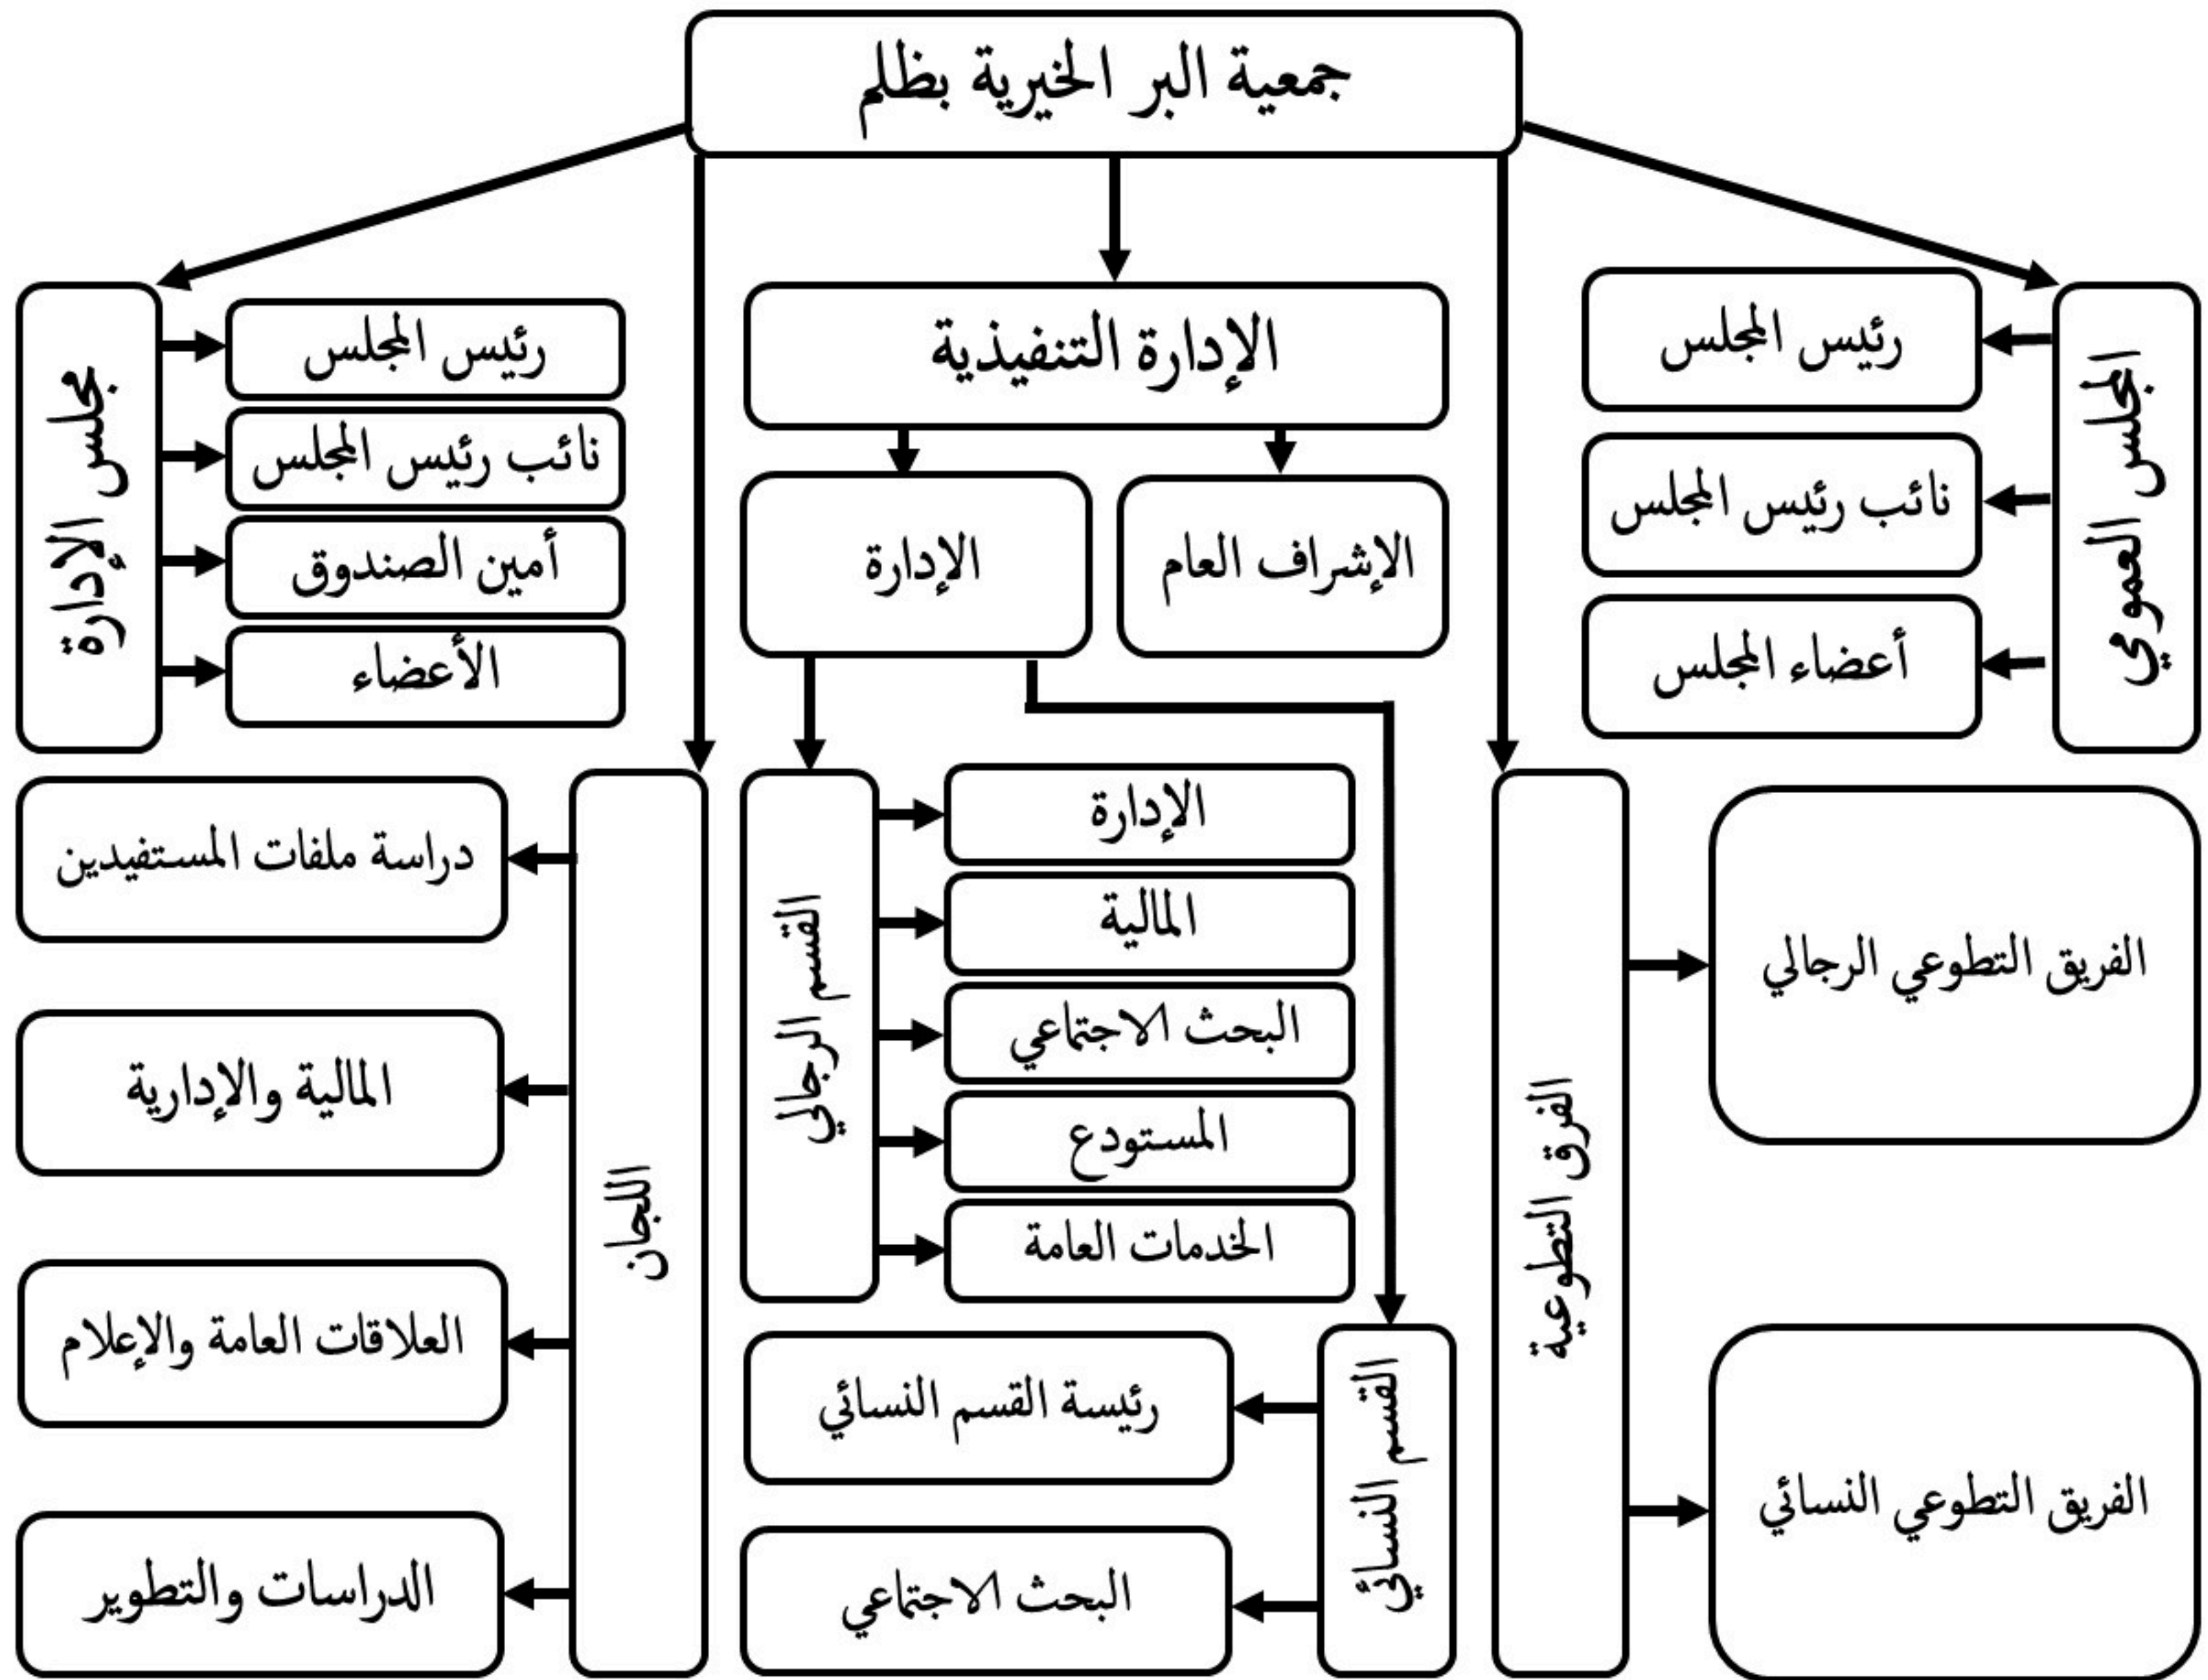 جمعية البر الخيرية بظلم
المجلس العمومي
رئيس المجلس
نائب رئيس المجلس
أعضاء المجلس
الإدارة التنفيذية
الإشراف العام
الإدارة
مجلس الإدارة
رئيس المجلس
نائب رئيس المجلس
أمين الصندوق
الأعضاء
الفرق التطوعية
الفريق التطوعي الرجالي
الفريق التطوعي النسائي
القسم الرجالي
الإدارة
المالية
البحث الاجتماعي
المستودع
الخدمات العامة
القسم النسائي
رئيسة القسم النسائي
البحث الاجتماعي
اللجان
دراسة ملفات المستفيدين
المالية والإدارية
العلاقات العامة والإعلام
الدراسات والتطوير